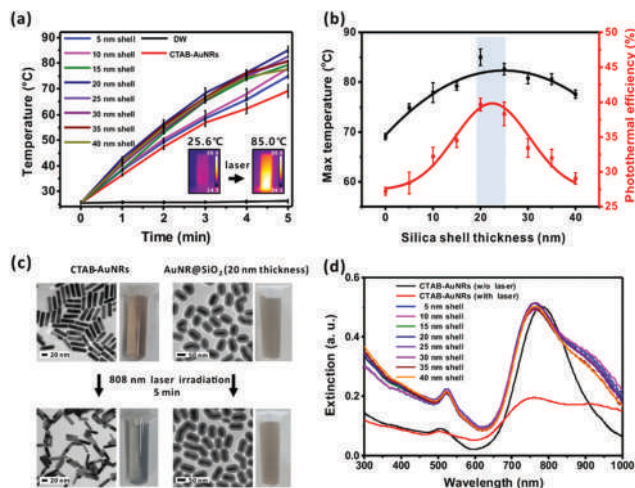 (a)
90
80
70
60
50
40
30
Temperature (°C)
5 nm shell
10 nm shell
15 nm shell
20 nm shell
25 nm shell
30 nm shell
35 nm shell
40 nm shell
DW
CTAB-AuNRs
25.6℃
85.0℃
laser
0 1 2 3 4 5
Time (min)
(b)
90
80
70
60
Max temperature (°C)
50
45
40
35
30
25
Photothermal efficiency (%)
0 10 20 30 40
Silica shell thickness (nm)
(c)
CTAB-AuNRs
AuNR@SiO₂ (20 nm thickness)
20 nm
50 nm
808 nm laser irradiation
5 min
20 nm
50 nm
(d)
0.6
0.4
0.2
0.0
Extinction (a. u.)
CTAB-AuNRs (w/o laser)
CTAB-AuNRs (with laser)
5 nm shell
10 nm shell
15 nm shell
20 nm shell
25 nm shell
30 nm shell
35 nm shell
40 nm shell
300 400 500 600 700 800 900 1000
Wavelength (nm)